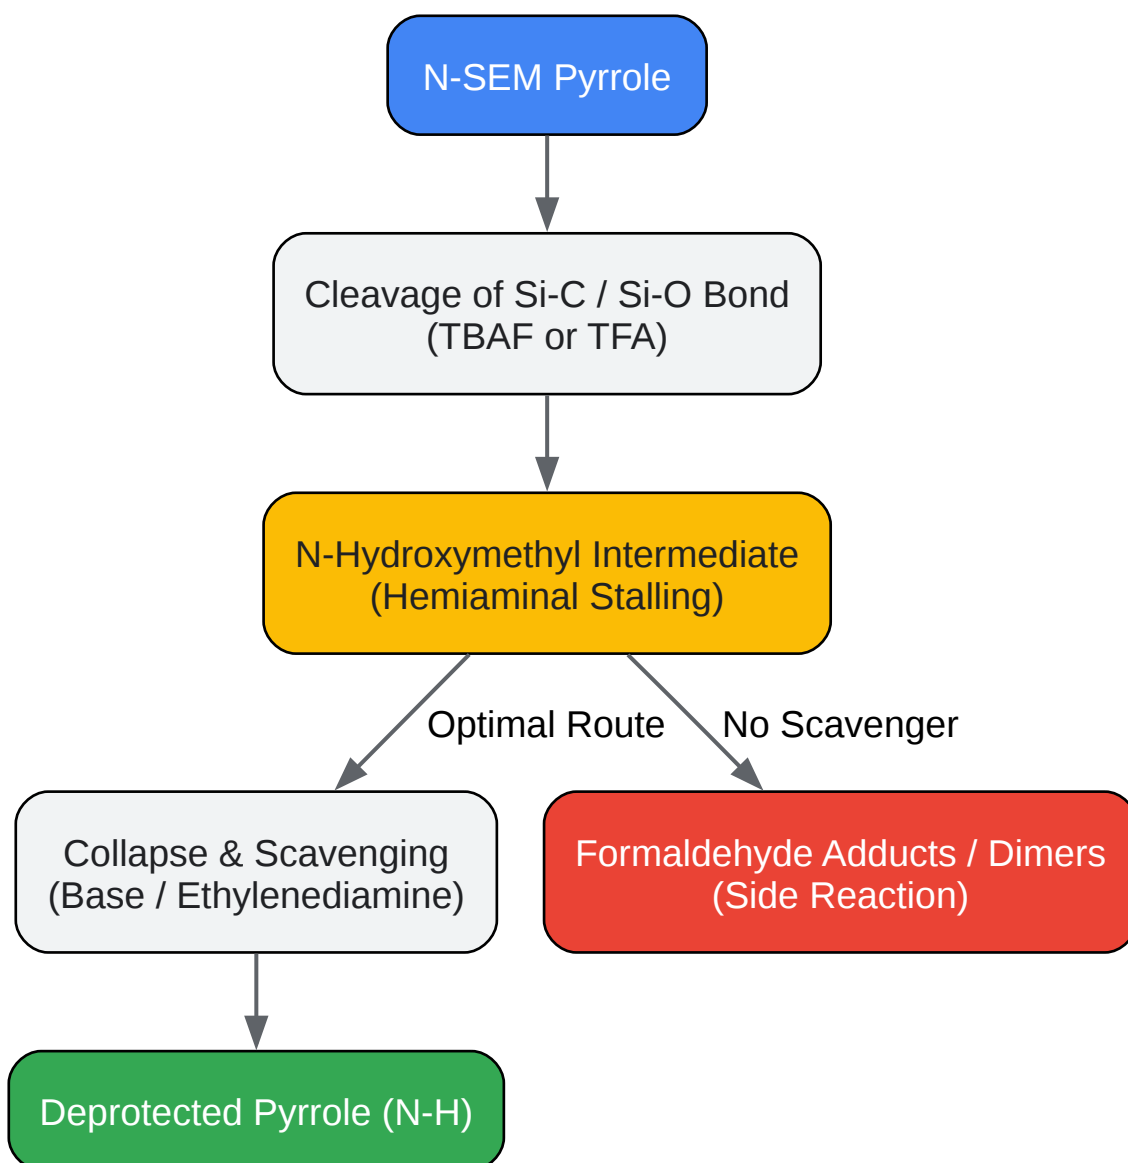 N-SEM Pyrrole
Cleavage of Si-C / Si-O Bond
(TBAF or TFA)
N-Hydroxymethyl Intermediate
(Hemiaminal Stalling)
Optimal Route
No Scavenger
Collapse & Scavenging
(Base / Ethylenediamine)
Formaldehyde Adducts / Dimers
(Side Reaction)
Deprotected Pyrrole (N-H)